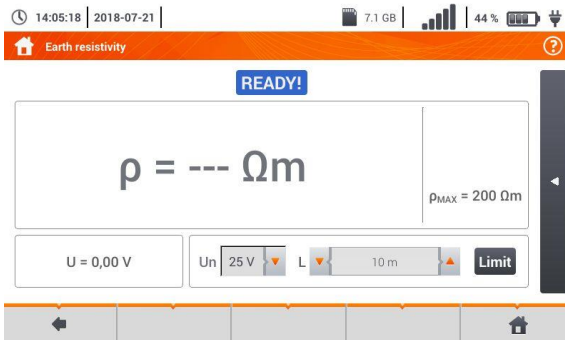 14:05:18 2018-07-21 7.1 GB 44 %
Earth resistivity ?
READY!
ρ = --- Ωm
ρMAX = 200 Ωm
U = 0,00 V Un 25 V L 10 m Limit